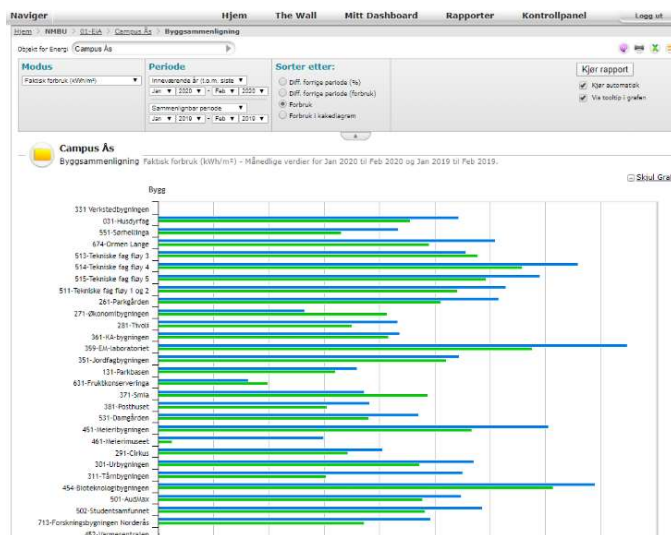 Naviger Hjem The Wall Mitt Dashboard Rapporter Kontrollpanel Logg ut
Hjem > NMBU > 01-EIA > Campus Ås > Byggsammenligning
Objekt for Energi Campus Ås
Modus Periode Sorter etter: Kjør rapport
Faktisk forbruk (kWh/m²) Inneværende år (t.o.m. siste Diff. forrige periode (%) Kjør automatisk
Jan 2020 - Feb 2020 Diff. forrige periode (forbruk) Vis tooltip i grafen
Sammenlignbar periode Forbruk
Jan 2019 - Feb 2019 Forbruk i kakediagram
Campus Ås
Byggsammenligning Faktisk forbruk (kWh/m²) - Månedlige verdier for Jan 2020 til Feb 2020 og Jan 2019 til Feb 2019.
Skjul Graf
Bygg
331 Verkstedbygningen
031-Husdyrfag
551-Sørhellinga
674-Ormen Lange
513-Tekniske fag fløy 3
514-Tekniske fag fløy 4
515-Tekniske fag fløy 5
511-Tekniske fag fløy 1 og 2
261-Parkgården
271-Økonomibygningen
281-Tivoli
361-KA-bygningen
359-EM-laboratoriet
351-Jordfagbygningen
131-Parkbasen
631-Fruktkonserveringa
371-Smia
381-Posthuset
531-Damgården
451-Meieribygningen
461-Meierimuseet
291-Cirkus
301-Urbygningen
311-Tårnbygningen
454-Bioteknologibygningen
501-AudMax
502-Studentsamfunnet
713-Forskningsbygningen Norderås
452-Varmesentralen